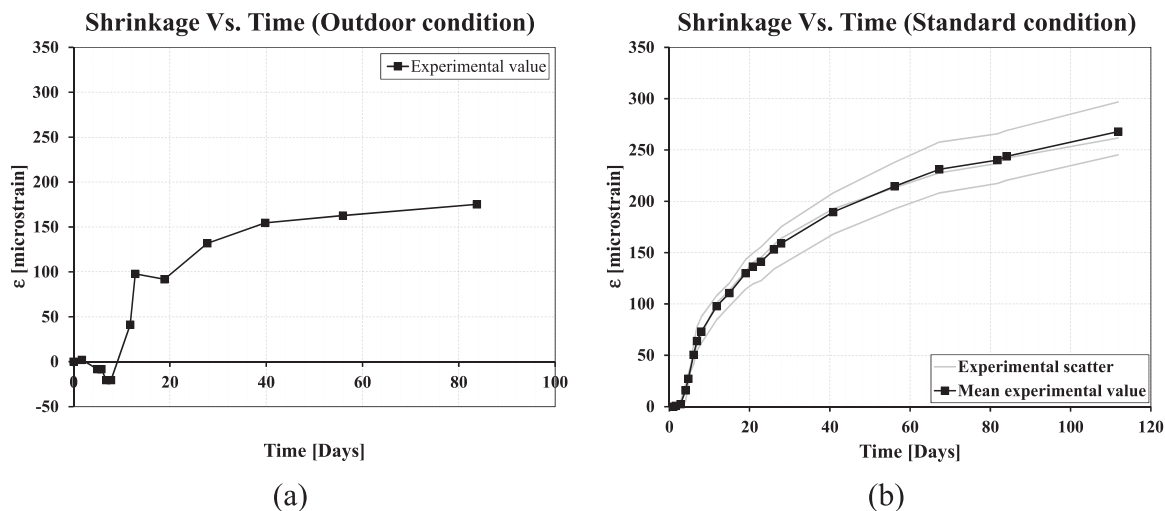 Shrinkage Vs. Time (Outdoor condition)
350
300
250
200
150
100
50
0
-50
0
20
40
60
80
100
ε [microstrain]
Experimental value
Time [Days]
(a)
Shrinkage Vs. Time (Standard condition)
350
300
250
200
150
100
50
0
0
20
40
60
80
100
120
ε [microstrain]
Experimental scatter
Mean experimental value
Time [Days]
(b)